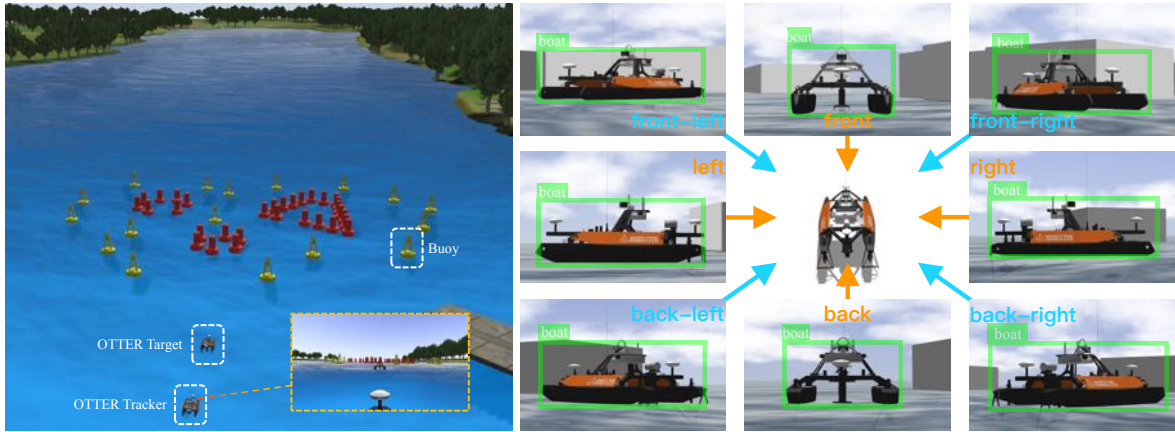 Buoy
OTTER Target
OTTER Tracker
boat
front-left
boat
front
boat
front-right
left
boat
right
boat
boat
back-left
boat
back
boat
back-right